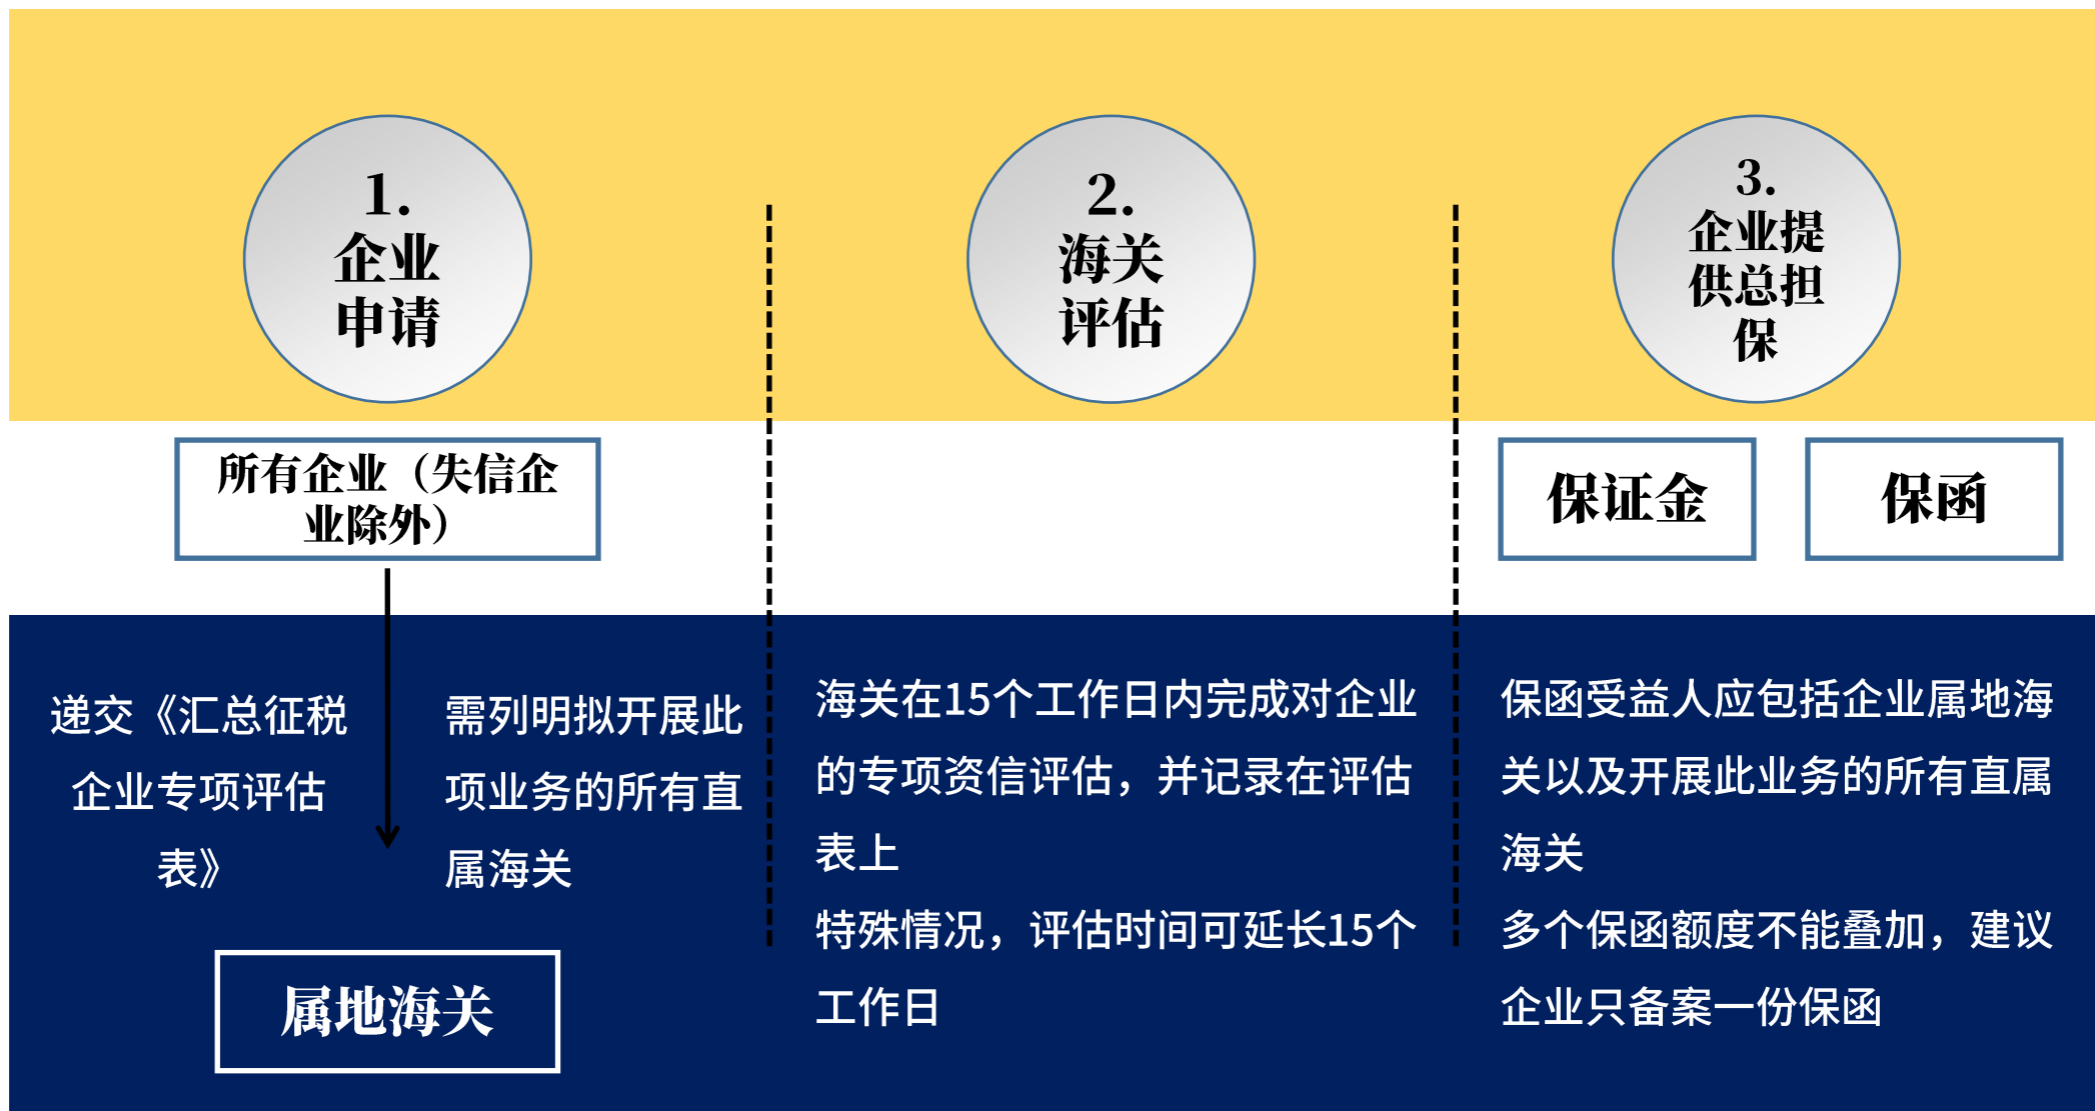 1.
企业
申请
所有企业（失信企
业除外）
递交《汇总征税
企业专项评估
表》
需列明拟开展此
项业务的所有直
属海关
属地海关
2.
海关
评估
海关在15个工作日内完成对企业
的专项资信评估，并记录在评估
表上
特殊情况，评估时间可延长15个
工作日
3.
企业提
供总担
保
保证金
保函
保函受益人应包括企业属地海
关以及开展此业务的所有直属
海关
多个保函额度不能叠加，建议
企业只备案一份保函